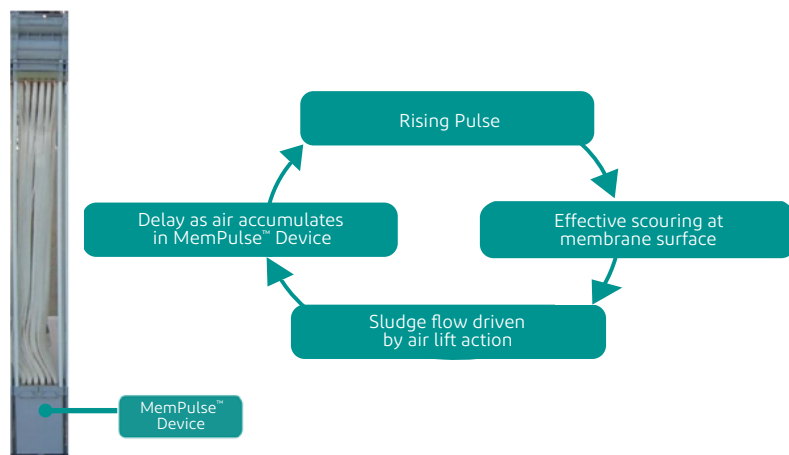 Rising Pulse
Delay as air accumulates
in MemPulse™ Device
Effective scouring at
membrane surface
Sludge flow driven
by air lift action
MemPulse™
Device